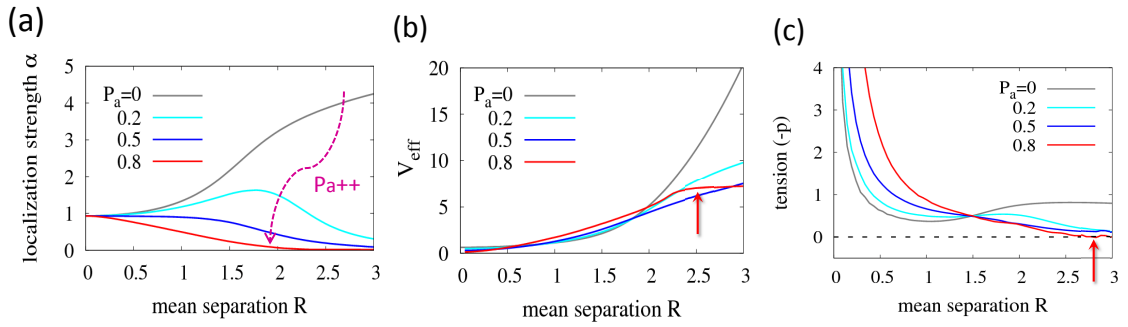 (a)
localization strength α
5
4
3
2
1
0
Pa=0
0.2
0.5
0.8
Pa++
0 0.5 1 1.5 2 2.5 3
mean separation R
(b)
Veff
20
15
10
5
0
Pa=0
0.2
0.5
0.8
0 0.5 1 1.5 2 2.5 3
mean separation R
(c)
tension (-p)
4
3
2
1
0
Pa=0
0.2
0.5
0.8
0 0.5 1 1.5 2 2.5 3
mean separation R